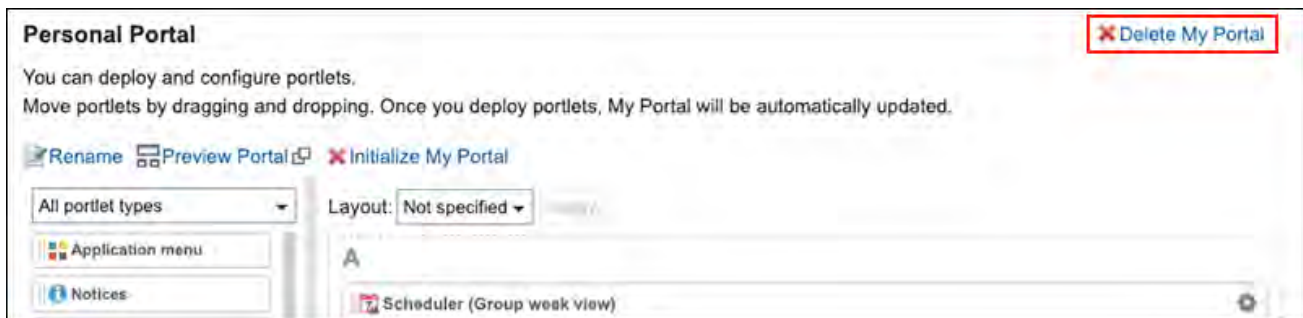 Personal Portal
Delete My Portal
You can deploy and configure portlets.
Move portlets by dragging and dropping. Once you deploy portlets, My Portal will be automatically updated.
Rename Preview Portal Initialize My Portal
All portlet types Layout: Not specified
Application menu
A
Notices
Scheduler (Group week view)